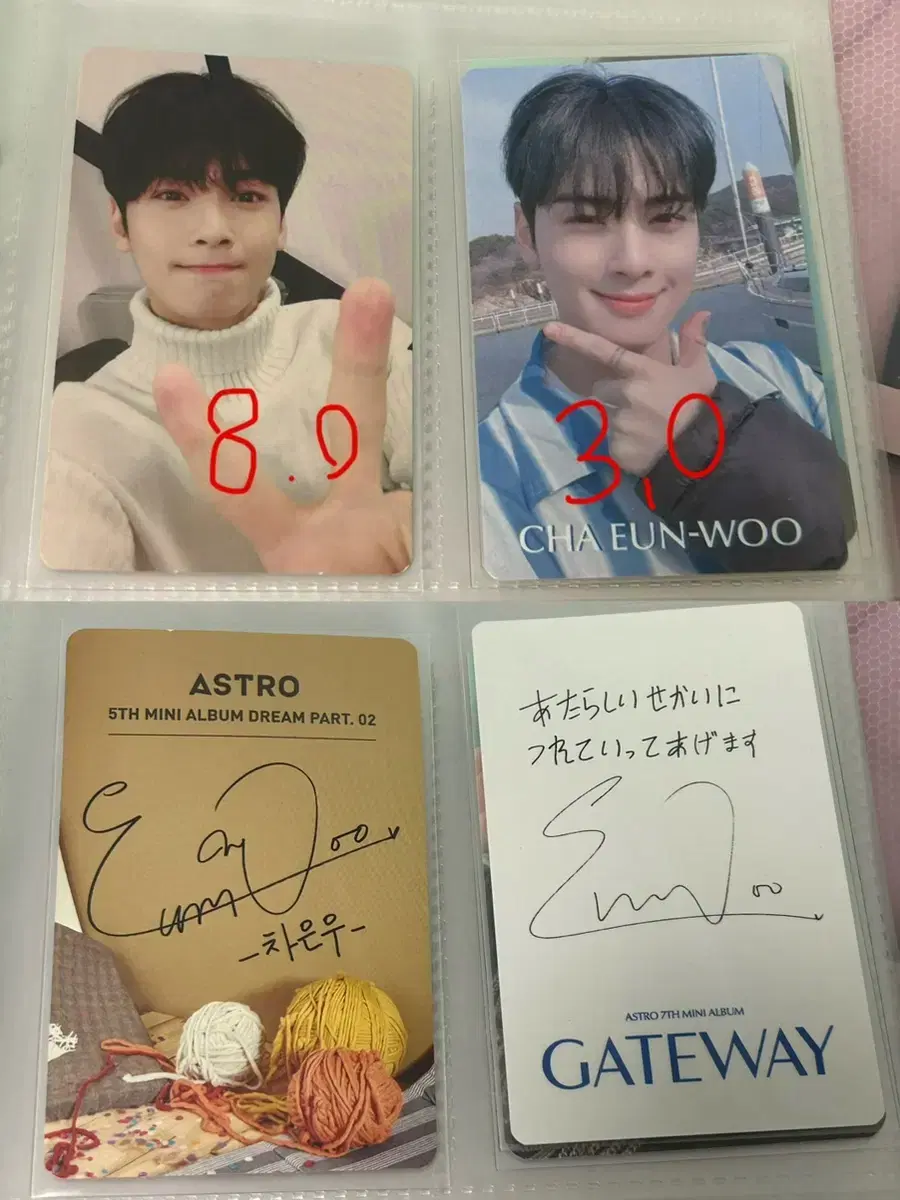 8.0
3,0
CHA EUN-WOO
ASTRO
5TH MINI ALBUM DREAM PART. 02
-차은우-
あたらしいせかいに
つれていってあげます
EunWoo
ASTRO 7TH MINI ALBUM
GATEWAY